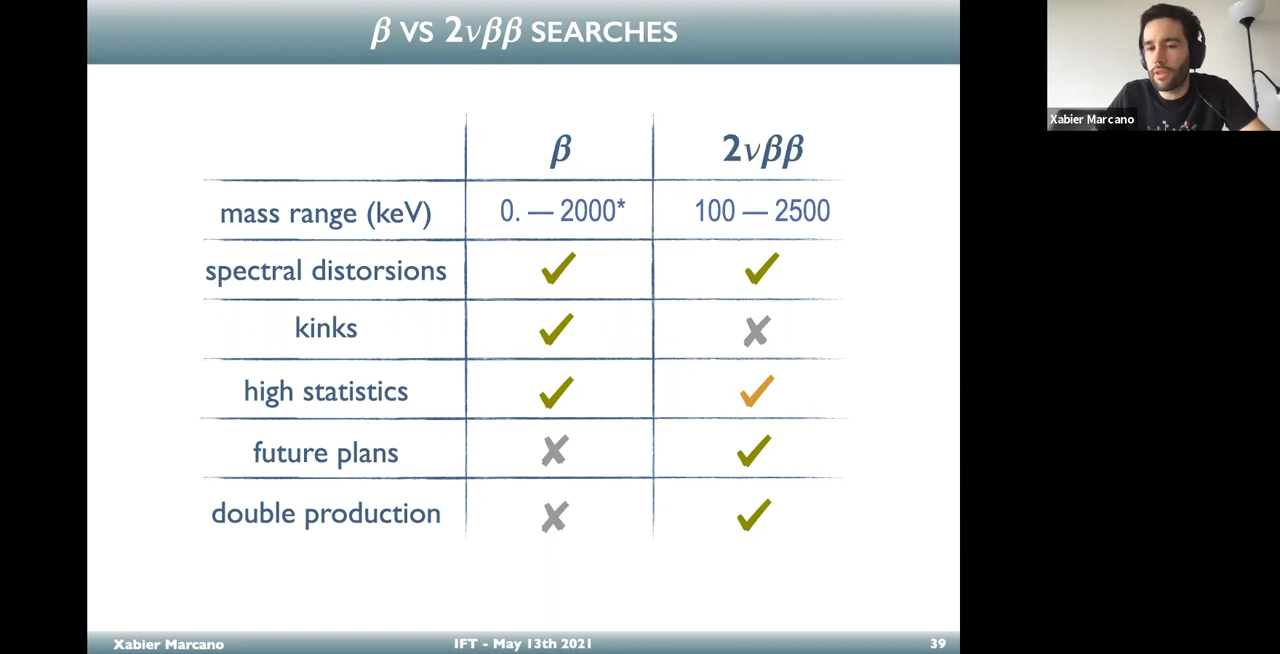 β VS 2νββ SEARCHES
Xabier Marcano
β 2νββ
mass range (keV) 0. — 2000* 100 — 2500
spectral distorsions ✓ ✓
kinks ✓ ✗
high statistics ✓ ✓
future plans ✗ ✓
double production ✗ ✓
Xabier Marcano IFT - May 13th 2021 39